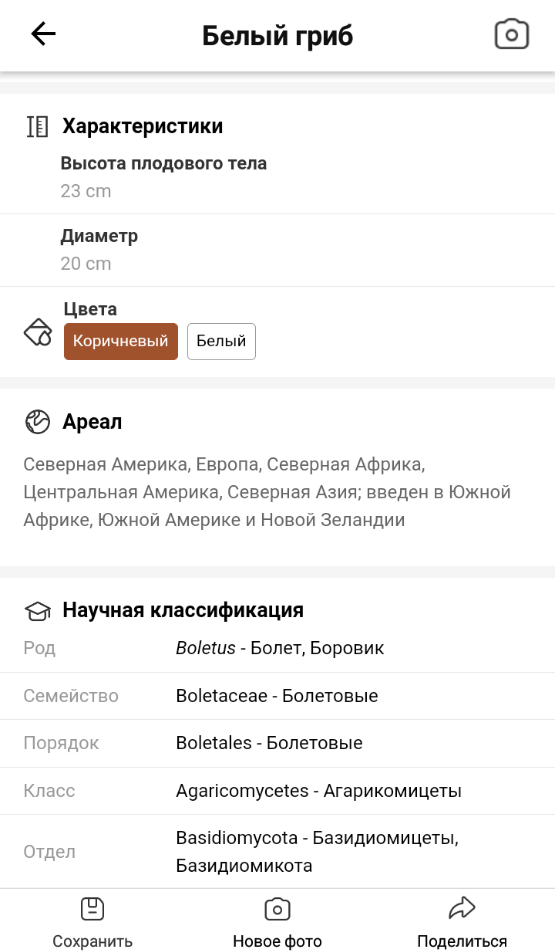 Белый гриб
Характеристики
Высота плодового тела
23 cm
Диаметр
20 cm
Цвета
Коричневый Белый
Ареал
Северная Америка, Европа, Северная Африка,
Центральная Америка, Северная Азия; введен в Южной
Африке, Южной Америке и Новой Зеландии
Научная классификация
Род Boletus - Болет, Боровик
Семейство Boletaceae - Болетовые
Порядок Boletales - Болетовые
Класс Agaricomycetes - Агарикомицеты
Отдел Basidiomycota - Базидиомицеты,
Базидиомикота
Сохранить Новое фото Поделиться